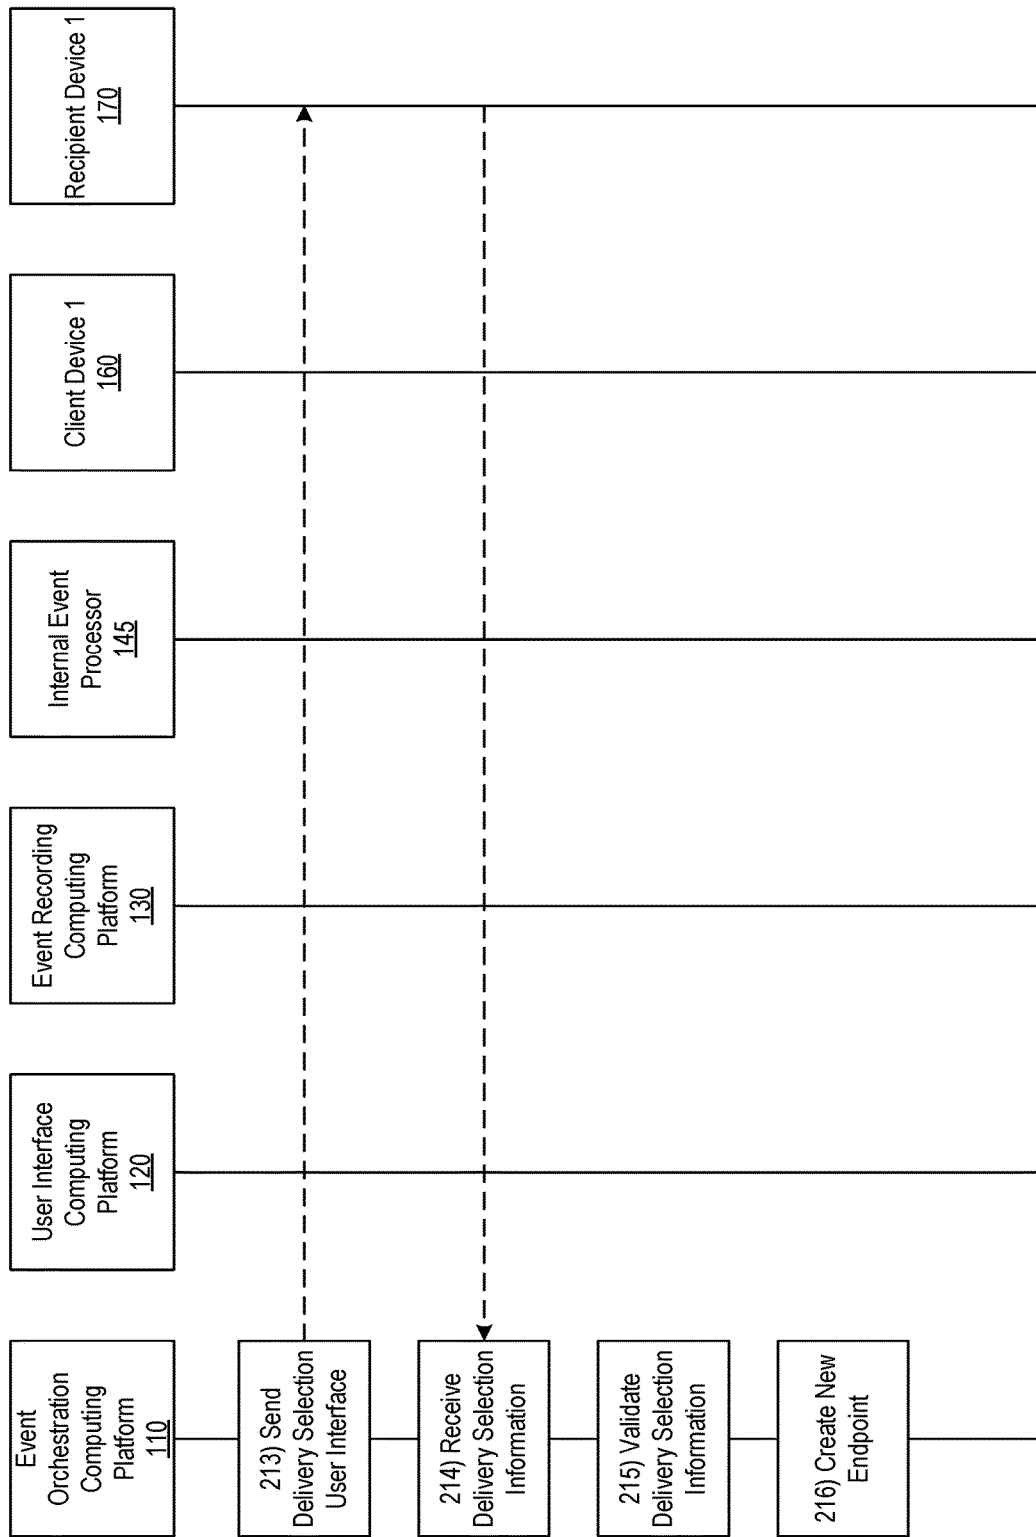 Event
Orchestration
Computing
Platform
110
User Interface
Computing
Platform
120
Event Recording
Computing
Platform
130
Internal Event
Processor
145
Client Device 1
160
Recipient Device 1
170
213) Send
Delivery Selection
User Interface
214) Receive
Delivery Selection
Information
215) Validate
Delivery Selection
Information
216) Create New
Endpoint